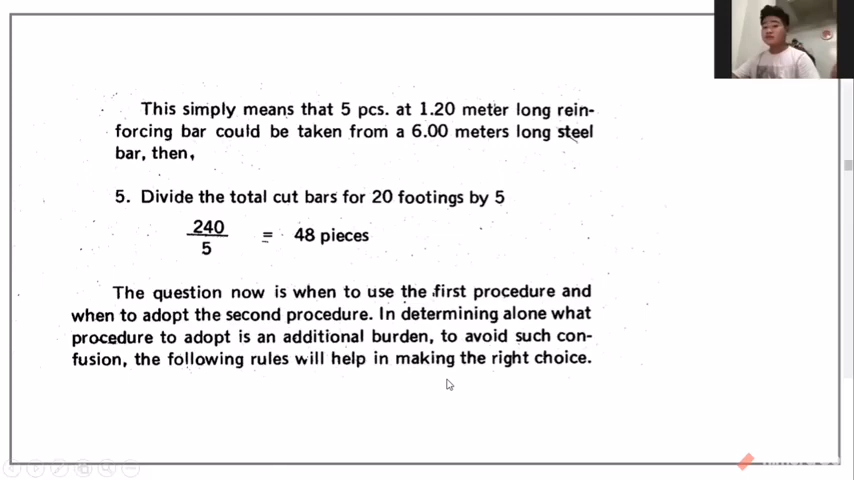 This simply means that 5 pcs. at 1.20 meter long rein-
forcing bar could be taken from a 6.00 meters long steel
bar, then,
5. Divide the total cut bars for 20 footings by 5
240
5
= 48 pieces
The question now is when to use the first procedure and
when to adopt the second procedure. In determining alone what
procedure to adopt is an additional burden, to avoid such con-
fusion, the following rules will help in making the right choice.